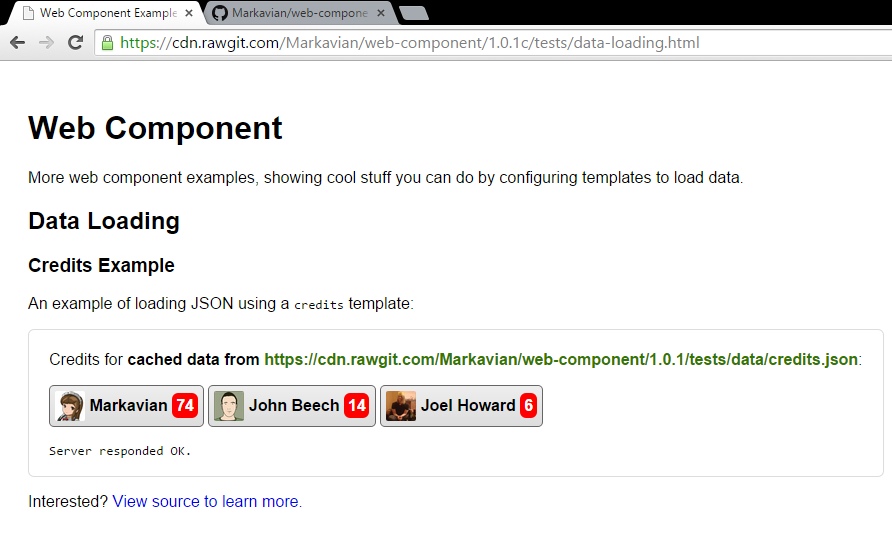 Web Component Example
Markavian/web-compone
https://cdn.rawgit.com/Markavian/web-component/1.0.1c/tests/data-loading.html
Web Component
More web component examples, showing cool stuff you can do by configuring templates to load data.
Data Loading
Credits Example
An example of loading JSON using a credits template:
Credits for cached data from https://cdn.rawgit.com/Markavian/web-component/1.0.1/tests/data/credits.json:
Markavian 74 John Beech 14 Joel Howard 6
Server responded OK.
Interested? View source to learn more.